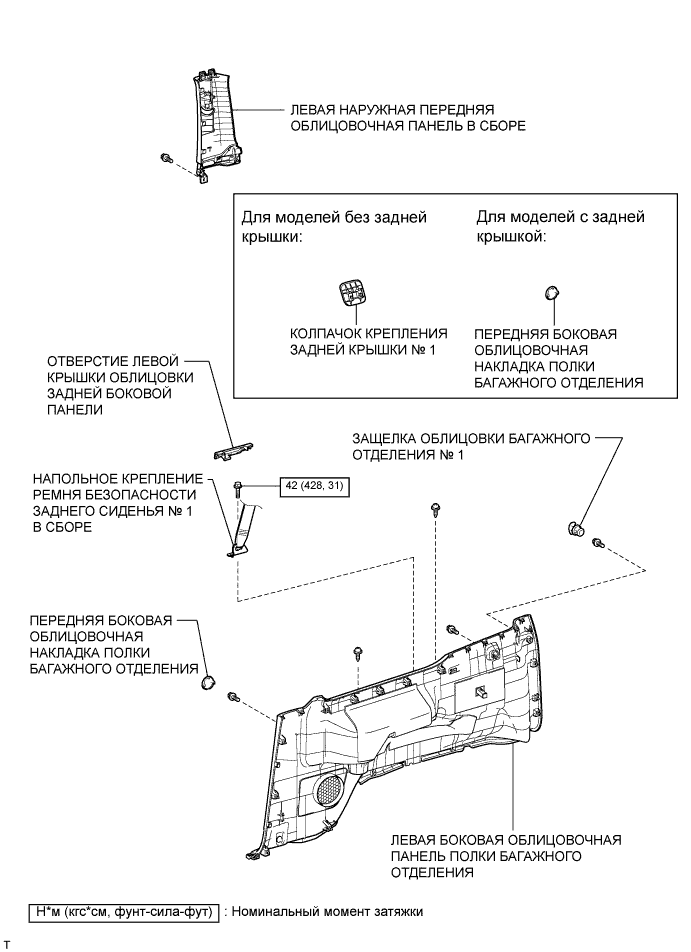 ЛЕВАЯ НАРУЖНАЯ ПЕРЕДНЯЯ
ОБЛИЦОВОЧНАЯ ПАНЕЛЬ В СБОРЕ
Для моделей без задней
крышки:
Для моделей с задней
крышкой:
КОЛПАЧОК КРЕПЛЕНИЯ
ЗАДНЕЙ КРЫШКИ № 1
ПЕРЕДНЯЯ БОКОВАЯ
ОБЛИЦОВОЧНАЯ
НАКЛАДКА ПОЛКИ
БАГАЖНОГО ОТДЕЛЕНИЯ
ОТВЕРСТИЕ ЛЕВОЙ
КРЫШКИ ОБЛИЦОВКИ
ЗАДНЕЙ БОКОВОЙ
ПАНЕЛИ
ЗАЩЕЛКА ОБЛИЦОВКИ БАГАЖНОГО
ОТДЕЛЕНИЯ № 1
НАПОЛЬНОЕ КРЕПЛЕНИЕ
РЕМНЯ БЕЗОПАСНОСТИ
ЗАДНЕГО СИДЕНЬЯ № 1
В СБОРЕ
42 (428, 31)
ПЕРЕДНЯЯ БОКОВАЯ
ОБЛИЦОВОЧНАЯ
НАКЛАДКА ПОЛКИ
БАГАЖНОГО ОТДЕЛЕНИЯ
ЛЕВАЯ БОКОВАЯ ОБЛИЦОВОЧНАЯ
ПАНЕЛЬ ПОЛКИ БАГАЖНОГО
ОТДЕЛЕНИЯ
Н*м (кгс*см, фунт-сила-фут) : Номинальный момент затяжки
T